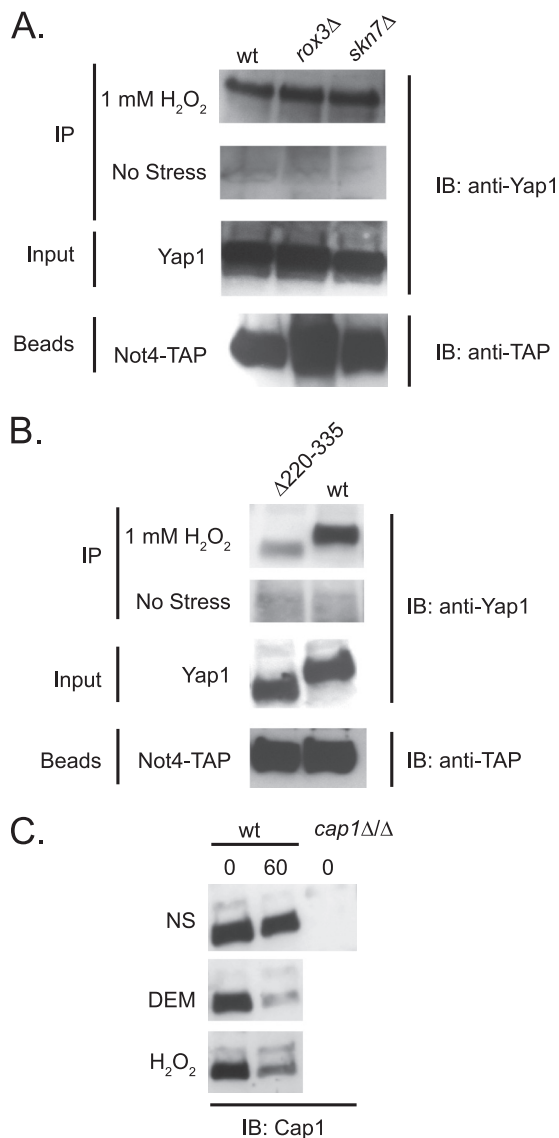 A.
wt rox3Δ skn7Δ
IP
1 mM H₂O₂
No Stress
IB: anti-Yap1
Input
Yap1
Beads
Not4-TAP
IB: anti-TAP
B.
Δ220-335 wt
IP
1 mM H₂O₂
No Stress
IB: anti-Yap1
Input
Yap1
Beads
Not4-TAP
IB: anti-TAP
C.
wt cap1Δ/Δ
0 60 0
NS
DEM
H₂O₂
IB: Cap1